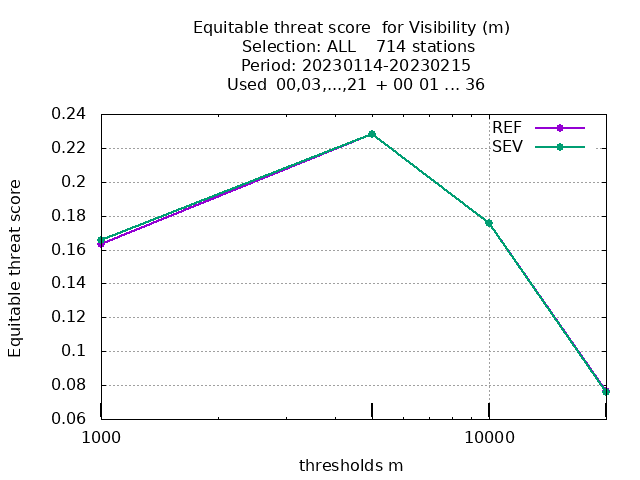 Equitable threat score  for Visibility (m)
Selection: ALL    714 stations
Period: 20230114-20230215
Used  00,03,...,21  + 00 01 ... 36
REF
SEV
0.24
0.22
0.2
0.18
0.16
0.14
0.12
0.1
0.08
0.06
Equitable threat score
1000
10000
thresholds m